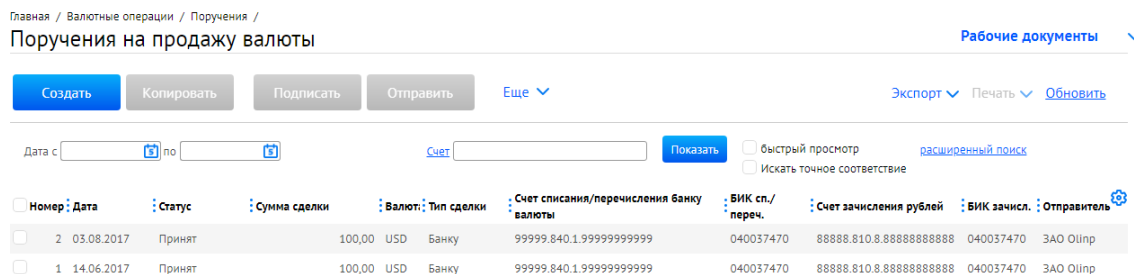 Главная / Валютные операции / Поручения /
Поручения на продажу валюты
Рабочие документы
Создать Копировать Подписать Отправить Еще Экспорт Печать Обновить
Дата с по Счет Показать быстрый просмотр расширенный поиск
Искать точное соответствие
Номер Дата Статус Сумма сделки Валюта Тип сделки Счет списания/перечисления банку валюты БИК сп./ переч. Счет зачисления рублей БИК зачисл. Отправитель
2 03.08.2017 Принят 100,00 USD Банку 99999.840.1.99999999999 040037470 88888.810.8.88888888888 040037470 ЗАО Olinp
1 14.06.2017 Принят 100,00 USD Банку 99999.840.1.99999999999 040037470 88888.810.8.88888888888 040037470 ЗАО Olinp